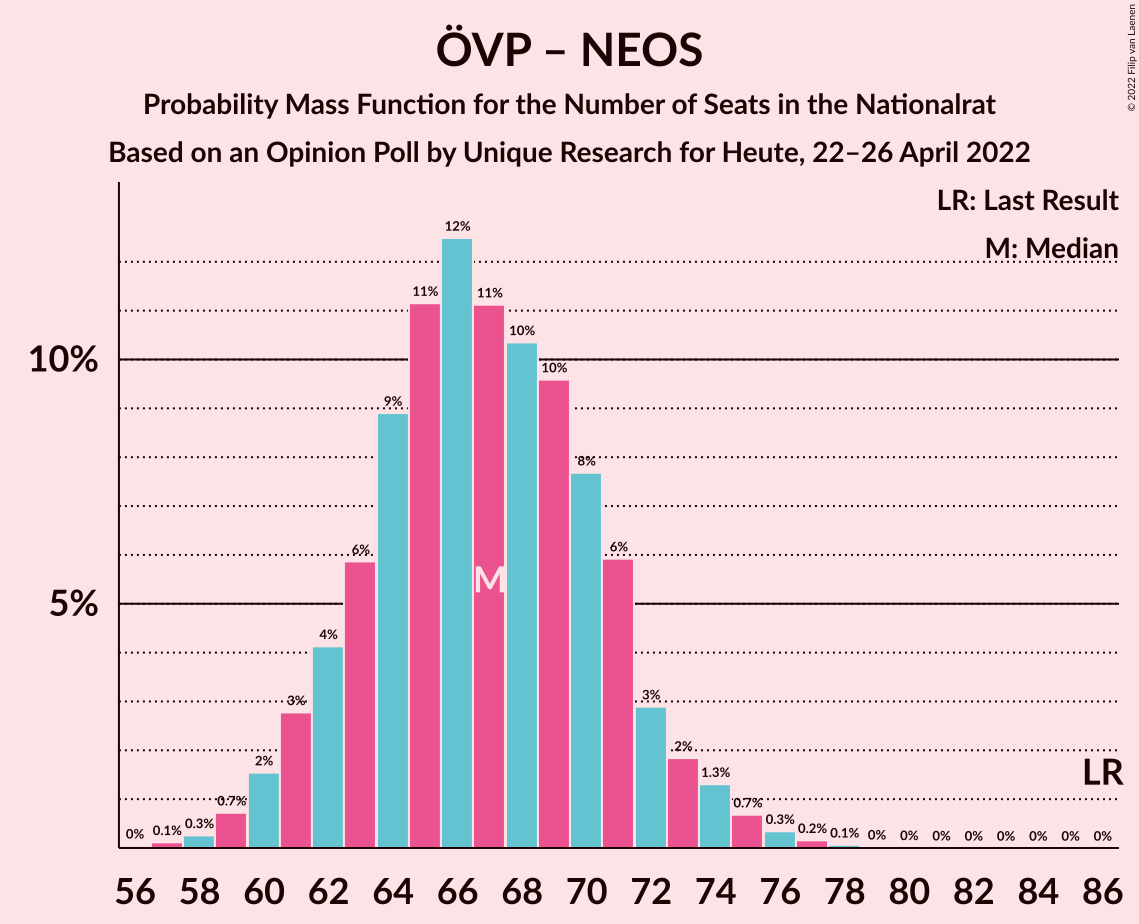 ÖVP – NEOS
Probability Mass Function for the Number of Seats in the Nationalrat
Based on an Opinion Poll by Unique Research for Heute, 22–26 April 2022
© 2022 Filip van Laenen
LR: Last Result
M: Median
10%
5%
0% 0.1% 0.3% 0.7% 2% 3% 4% 6% 9% 11% 12% 11% 10% 10% 8% 6% 3% 2% 1.3% 0.7% 0.3% 0.2% 0.1% 0% 0% 0% 0% 0% 0% 0% 0%
M
LR
56 58 60 62 64 66 68 70 72 74 76 78 80 82 84 86